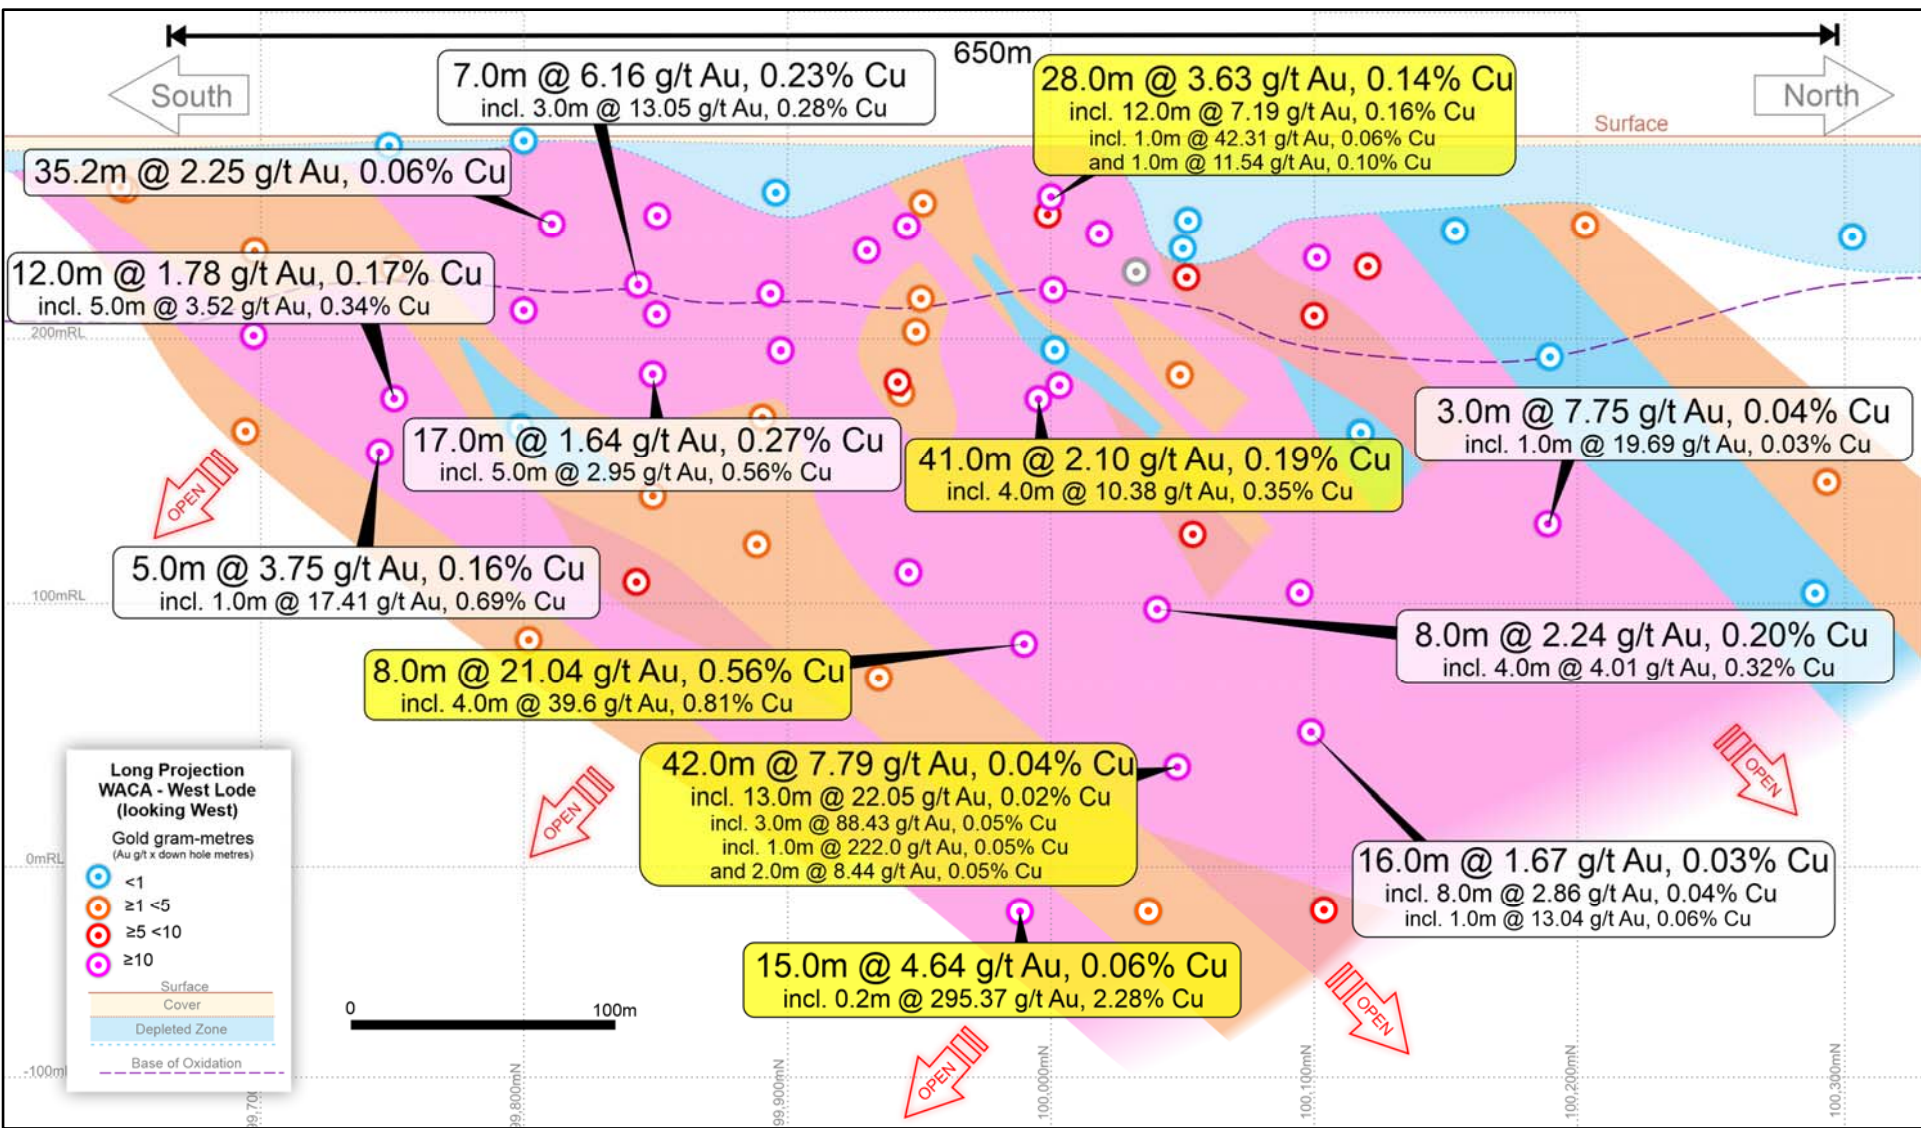 650m
South
North
Surface
7.0m @ 6.16 g/t Au, 0.23% Cu
incl. 3.0m @ 13.05 g/t Au, 0.28% Cu
28.0m @ 3.63 g/t Au, 0.14% Cu
incl. 12.0m @ 7.19 g/t Au, 0.16% Cu
incl. 1.0m @ 42.31 g/t Au, 0.06% Cu
and 1.0m @ 11.54 g/t Au, 0.10% Cu
35.2m @ 2.25 g/t Au, 0.06% Cu
12.0m @ 1.78 g/t Au, 0.17% Cu
incl. 5.0m @ 3.52 g/t Au, 0.34% Cu
200mRL
17.0m @ 1.64 g/t Au, 0.27% Cu
incl. 5.0m @ 2.95 g/t Au, 0.56% Cu
41.0m @ 2.10 g/t Au, 0.19% Cu
incl. 4.0m @ 10.38 g/t Au, 0.35% Cu
3.0m @ 7.75 g/t Au, 0.04% Cu
incl. 1.0m @ 19.69 g/t Au, 0.03% Cu
OPEN
5.0m @ 3.75 g/t Au, 0.16% Cu
incl. 1.0m @ 17.41 g/t Au, 0.69% Cu
100mRL
8.0m @ 2.24 g/t Au, 0.20% Cu
incl. 4.0m @ 4.01 g/t Au, 0.32% Cu
8.0m @ 21.04 g/t Au, 0.56% Cu
incl. 4.0m @ 39.6 g/t Au, 0.81% Cu
42.0m @ 7.79 g/t Au, 0.04% Cu
incl. 13.0m @ 22.05 g/t Au, 0.02% Cu
incl. 3.0m @ 88.43 g/t Au, 0.05% Cu
incl. 1.0m @ 222.0 g/t Au, 0.05% Cu
and 2.0m @ 8.44 g/t Au, 0.05% Cu
OPEN
OPEN
0mRL
16.0m @ 1.67 g/t Au, 0.03% Cu
incl. 8.0m @ 2.86 g/t Au, 0.04% Cu
incl. 1.0m @ 13.04 g/t Au, 0.06% Cu
15.0m @ 4.64 g/t Au, 0.06% Cu
incl. 0.2m @ 295.37 g/t Au, 2.28% Cu
OPEN
OPEN
Long Projection
WACA - West Lode
(looking West)
Gold gram-metres
(Au g/t x down hole metres)
<1
≥1 <5
≥5 <10
≥10
Surface
Cover
Depleted Zone
Base of Oxidation
0 100m
-100m
99,700
99,800mN
99,900mN
100,000mN
100,100mN
100,200mN
100,300mN